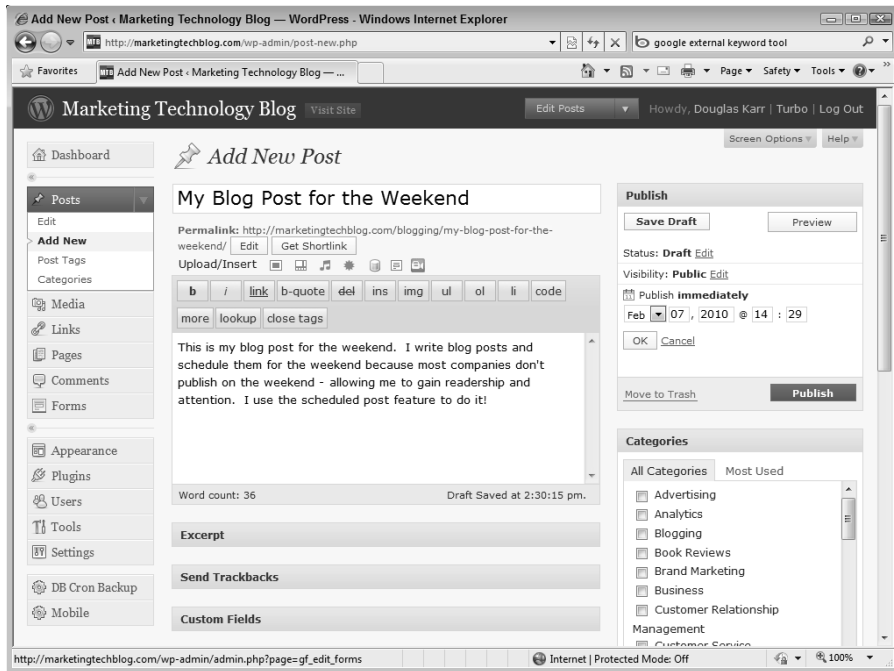 Add New Post ‹ Marketing Technology Blog — WordPress - Windows Internet Explorer
http://marketingtechblog.com/wp-admin/post-new.php
google external keyword tool
Favorites
MTB Add New Post ‹ Marketing Technology Blog — ...
Page Safety Tools
Marketing Technology Blog Visit Site
Edit Posts
Howdy, Douglas Karr | Turbo | Log Out
Screen Options Help
Dashboard
Posts
Edit
Add New
Post Tags
Categories
Media
Links
Pages
Comments
Forms
Appearance
Plugins
Users
Tools
Settings
DB Cron Backup
Mobile
Add New Post
My Blog Post for the Weekend
Permalink: http://marketingtechblog.com/blogging/my-blog-post-for-the-
weekend/ Edit Get Shortlink
Upload/Insert
b i link b-quote del ins img ul ol li code
more lookup close tags
This is my blog post for the weekend. I write blog posts and
schedule them for the weekend because most companies don't
publish on the weekend - allowing me to gain readership and
attention. I use the scheduled post feature to do it!
Word count: 36 Draft Saved at 2:30:15 pm.
Excerpt
Send Trackbacks
Custom Fields
Publish
Save Draft Preview
Status: Draft Edit
Visibility: Public Edit
Publish immediately
Feb 07, 2010 @ 14 : 29
OK Cancel
Move to Trash Publish
Categories
All Categories Most Used
Advertising
Analytics
Blogging
Book Reviews
Brand Marketing
Business
Customer Relationship
Management
Customer Service
http://marketingtechblog.com/wp-admin/admin.php?page=gf_edit_forms
Internet | Protected Mode: Off
100%